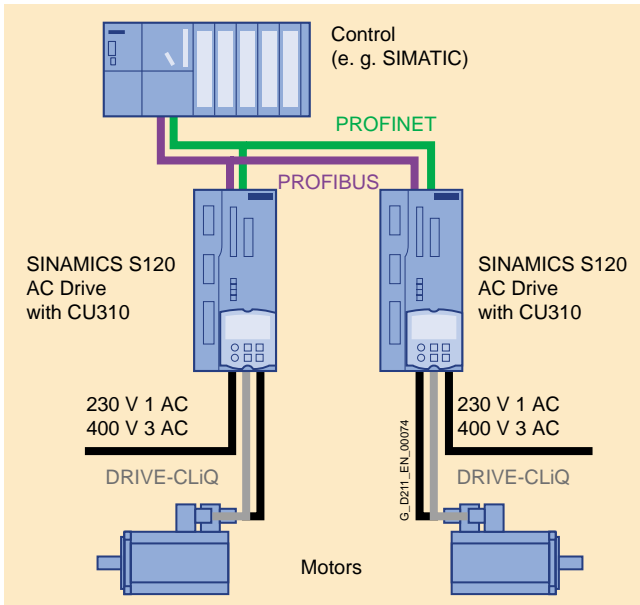 Control
(e. g. SIMATIC)
PROFINET
PROFIBUS
SINAMICS S120
AC Drive
with CU310
SINAMICS S120
AC Drive
with CU310
230 V 1 AC
400 V 3 AC
230 V 1 AC
400 V 3 AC
G_D211_EN_00074
DRIVE-CLiQ
DRIVE-CLiQ
Motors